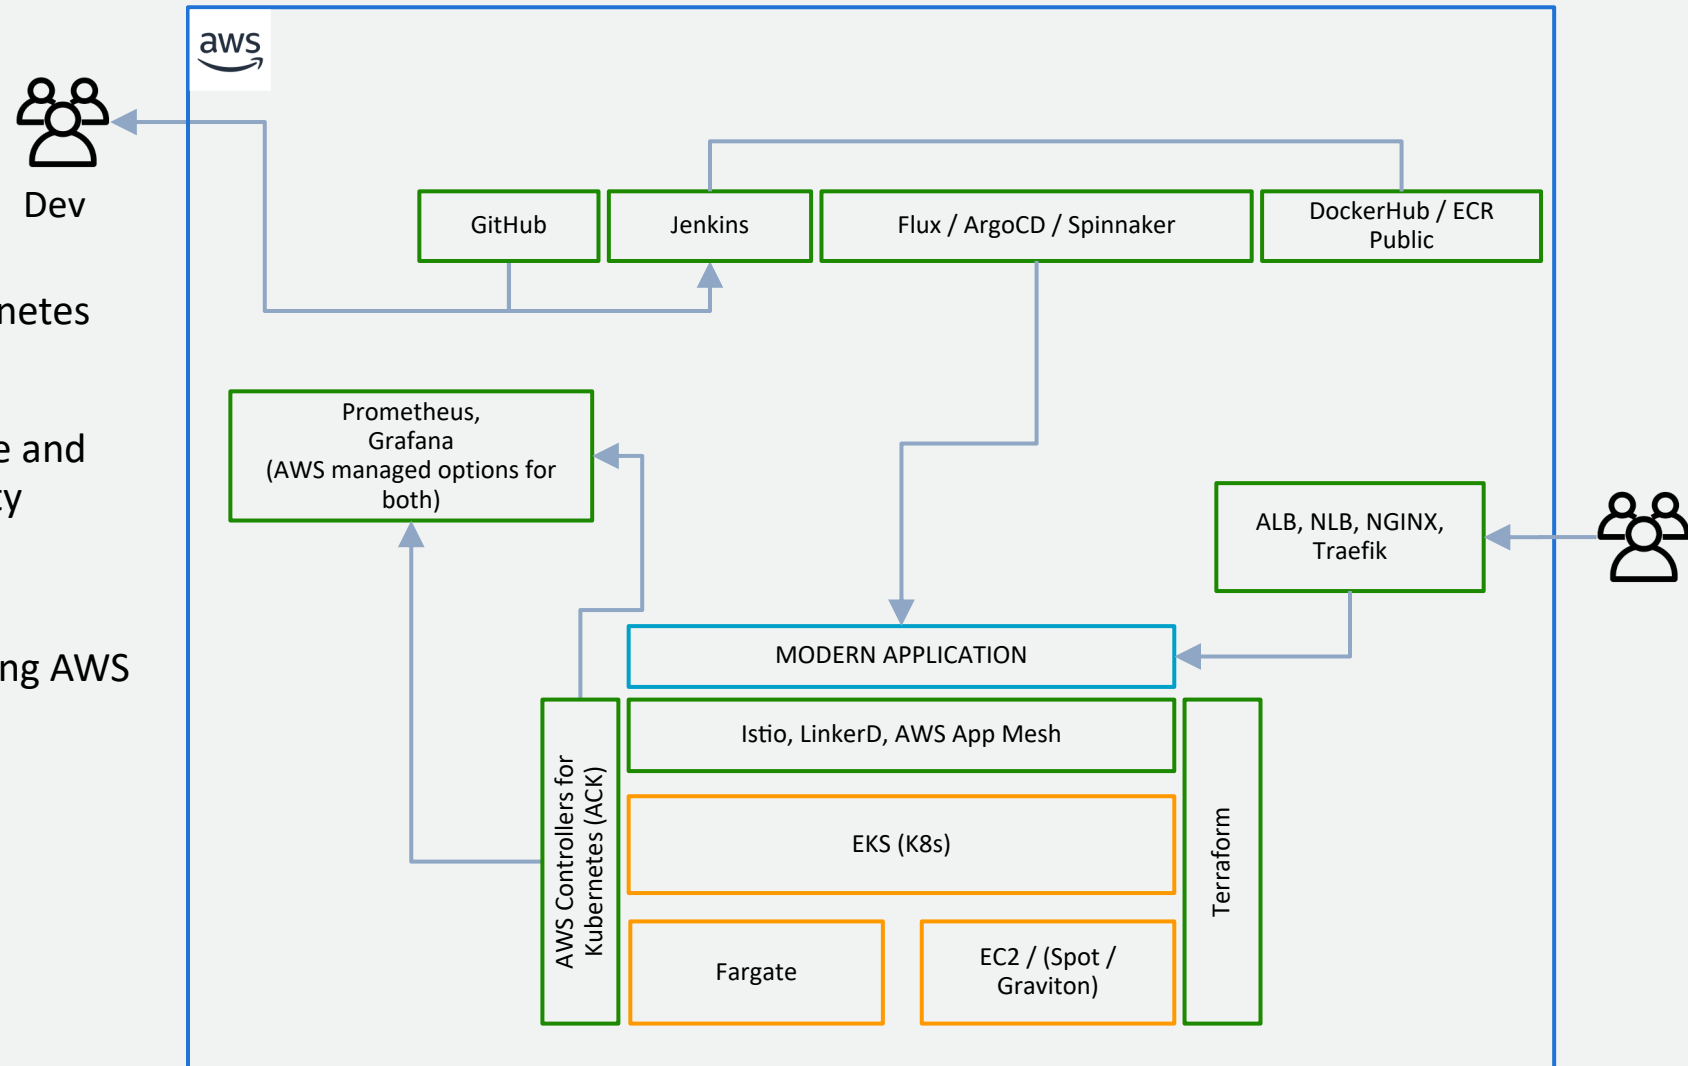 aws
Dev
GitHub
Jenkins
Flux / ArgoCD / Spinnaker
DockerHub / ECR
Public
netes
e and
ty
ng AWS
Prometheus,
Grafana
(AWS managed options for
both)
ALB, NLB, NGINX,
Traefik
MODERN APPLICATION
Istio, LinkerD, AWS App Mesh
AWS Controllers for
Kubernetes (ACK)
EKS (K8s)
Terraform
Fargate
EC2 / (Spot /
Graviton)